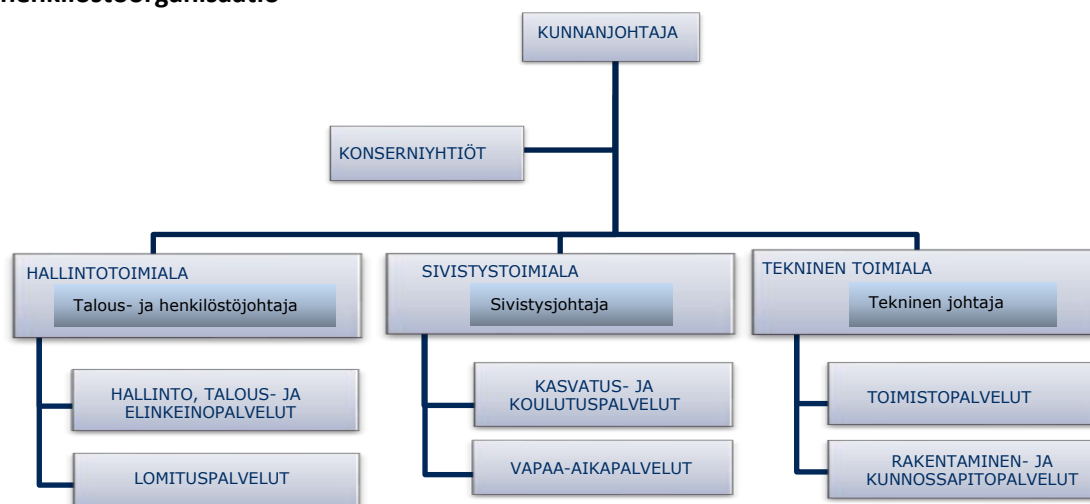 KUNNANJOHTAJA
KONSERNIYHTIÖT
HALLINTOTOIMIALA
Talous- ja henkilöstöjohtaja
SIVISTYSTOIMIALA
Sivistysjohtaja
TEKNINEN TOIMIALA
Tekninen johtaja
HALLINTO, TALOUS- JA
ELINKEINOPALVELUT
LOMITUSPALVELUT
KASVATUS- JA
KOULUTUSPALVELUT
VAPAA-AIKAPALVELUT
TOIMISTOPALVELUT
RAKENTAMINEN- JA
KUNNOSSAPITOPALVELUT